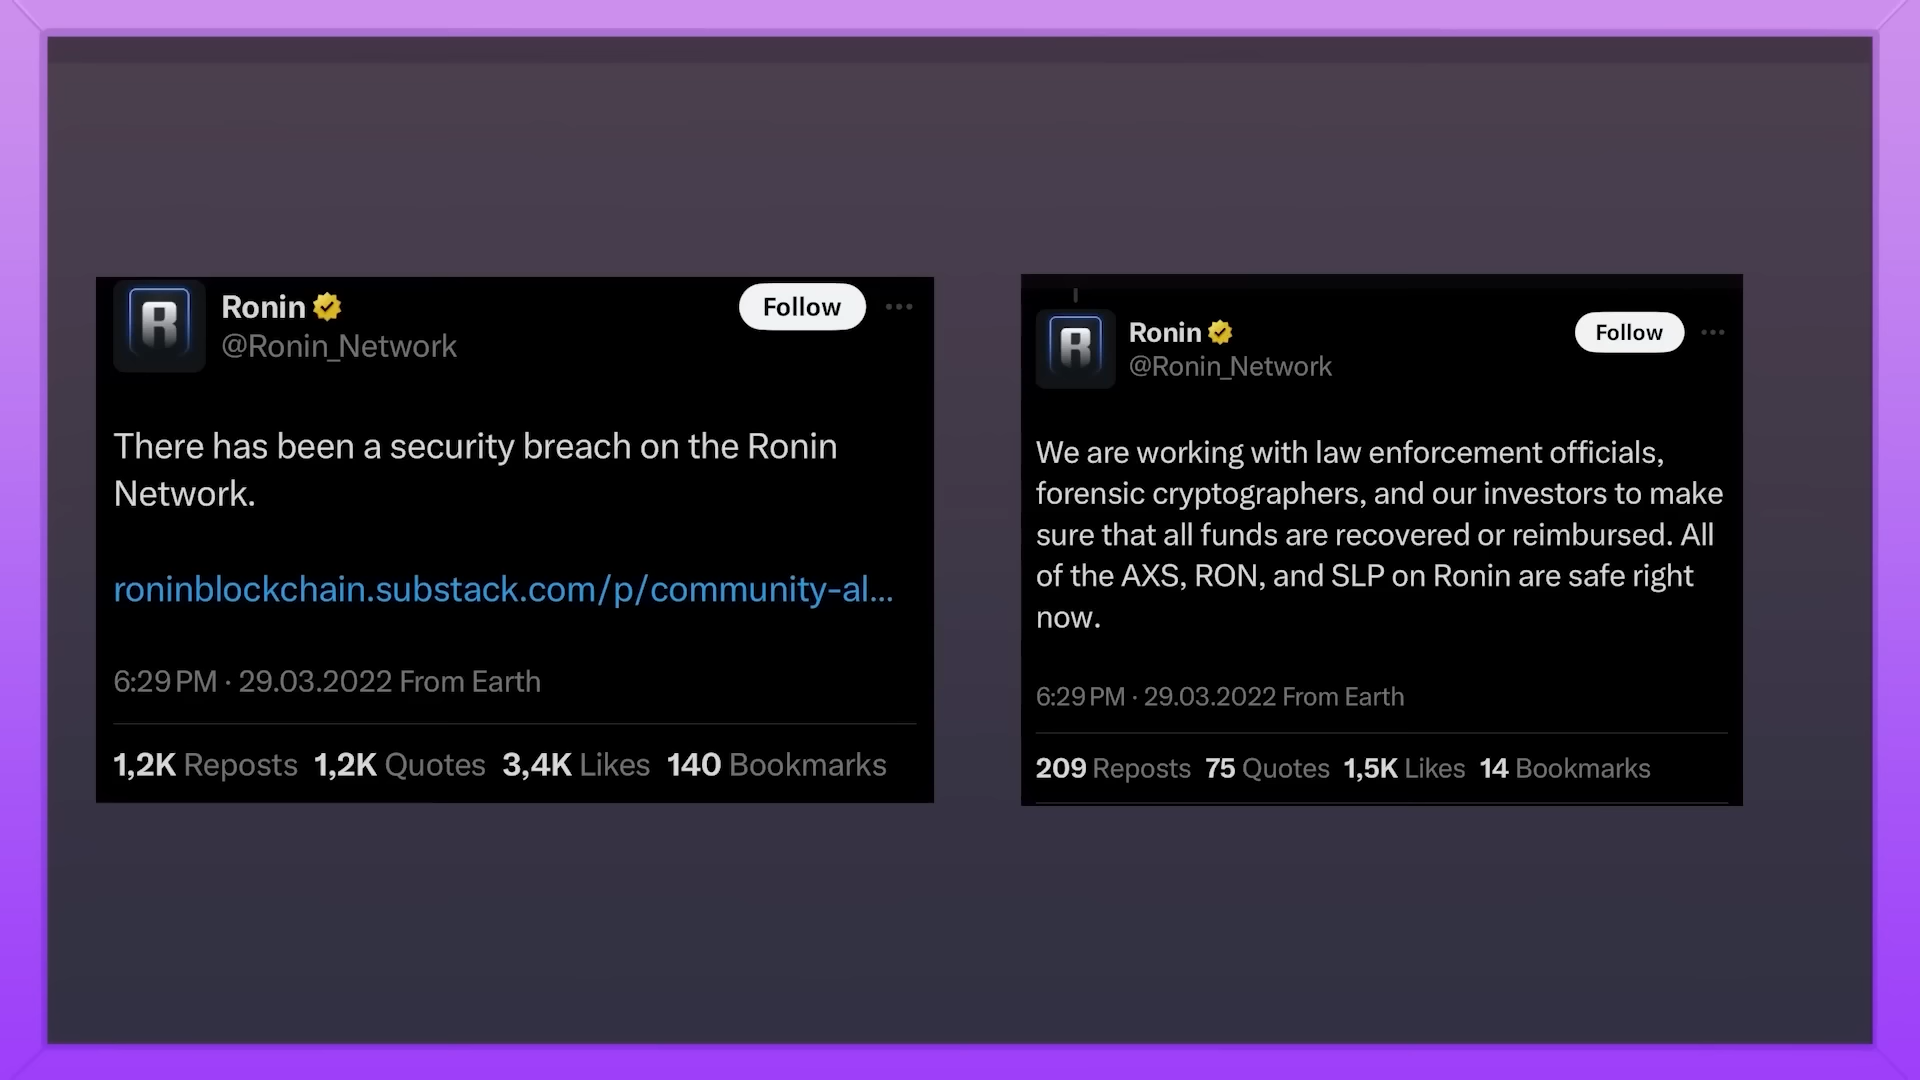 Ronin
@Ronin_Network
Follow
There has been a security breach on the Ronin
Network.
roninblockchain.substack.com/p/community-al...
6:29 PM · 29.03.2022 From Earth
1,2K Reposts 1,2K Quotes 3,4K Likes 140 Bookmarks
Ronin
@Ronin_Network
Follow
We are working with law enforcement officials,
forensic cryptographers, and our investors to make
sure that all funds are recovered or reimbursed. All
of the AXS, RON, and SLP on Ronin are safe right
now.
6:29 PM · 29.03.2022 From Earth
209 Reposts 75 Quotes 1,5K Likes 14 Bookmarks